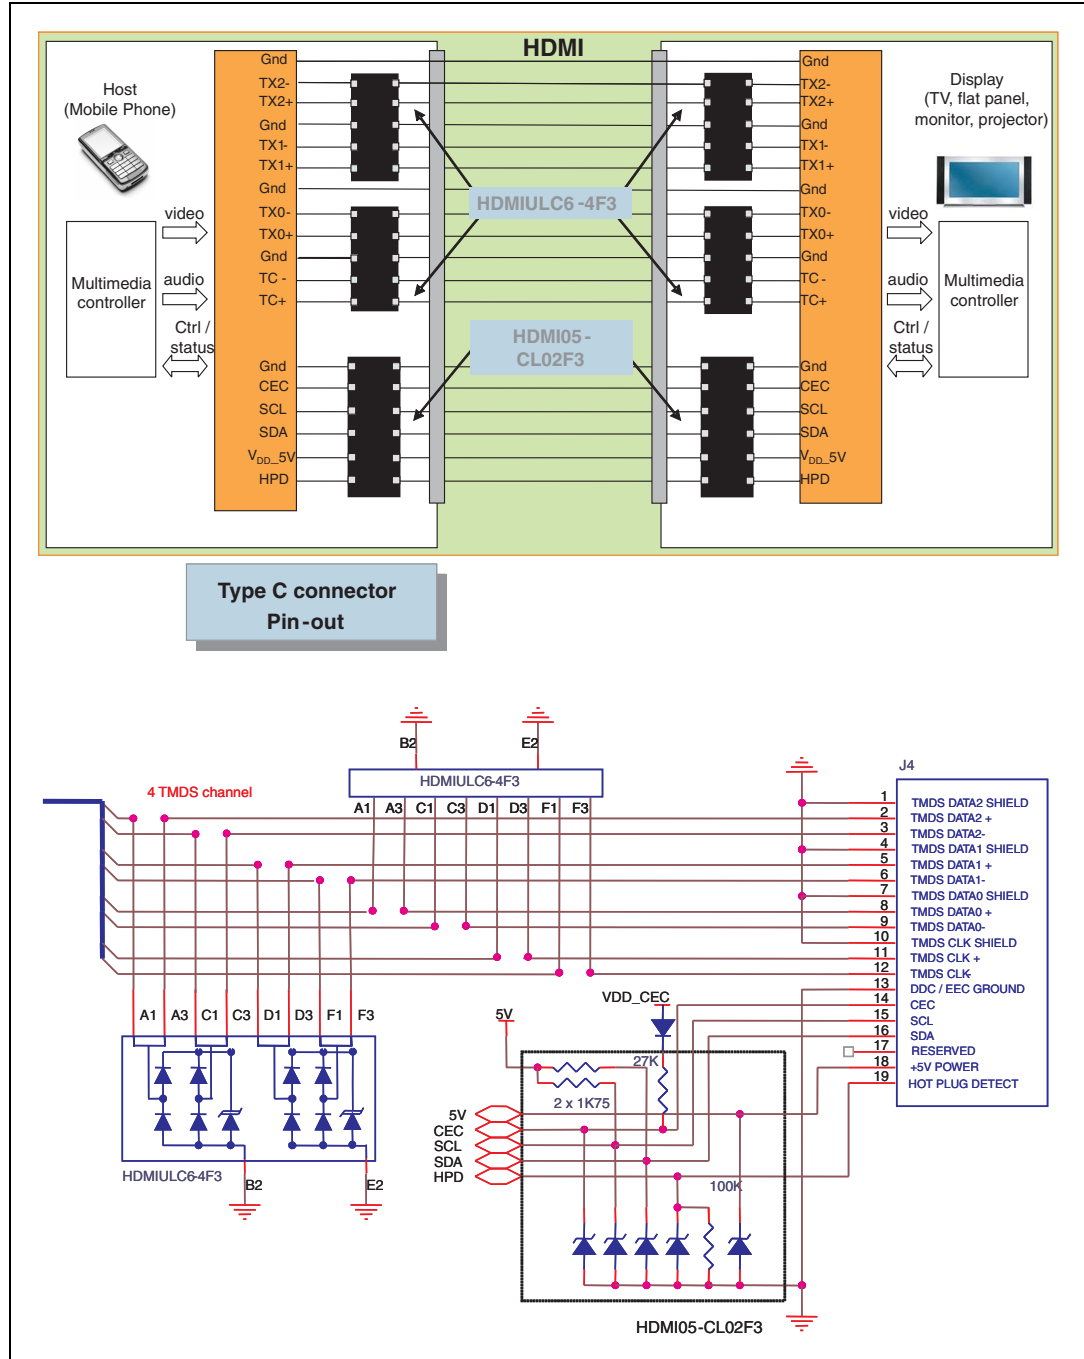 HDMI
Host
(Mobile Phone)
Display
(TV, flat panel,
monitor, projector)
Gnd
TX2-
TX2+
Gnd
TX1-
TX1+
Gnd
TX0-
TX0+
Gnd
TC -
TC+
Gnd
CEC
SCL
SDA
VDD_5V
HPD
Gnd
TX2-
TX2+
Gnd
TX1-
TX1+
Gnd
TX0-
TX0+
Gnd
TC -
TC+
Gnd
CEC
SCL
SDA
VDD_5V
HPD
HDMIULC6 -4F3
HDMI05 -
CL02F3
video
audio
Ctrl /
status
Multimedia
controller
video
audio
Ctrl /
status
Multimedia
controller
Type C connector
Pin-out
B2
E2
HDMIULC6-4F3
A1 A3 C1 C3 D1 D3 F1 F3
4 TMDS channel
J4
1 TMDS DATA2 SHIELD
2 TMDS DATA2 +
3 TMDS DATA2-
4 TMDS DATA1 SHIELD
5 TMDS DATA1 +
6 TMDS DATA1-
7 TMDS DATA0 SHIELD
8 TMDS DATA0 +
9 TMDS DATA0-
10 TMDS CLK SHIELD
11 TMDS CLK +
12 TMDS CLK-
13 DDC / EEC GROUND
14 CEC
15 SCL
16 SDA
17 RESERVED
18 +5V POWER
19 HOT PLUG DETECT
A1 A3 C1 C3 D1 D3 F1 F3
HDMIULC6-4F3
B2
E2
VDD_CEC
5V
27K
2 x 1K75
5V
CEC
SCL
SDA
HPD
100K
HDMI05-CL02F3